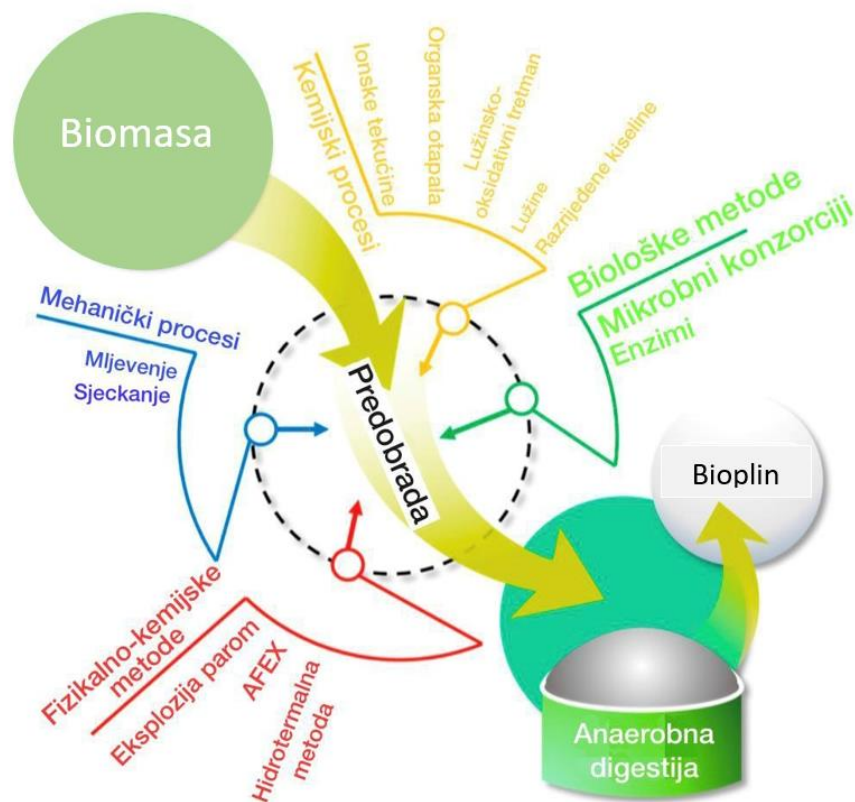 Biomasa
Kemijski procesi
Ionske tekućine
Organska otapala
Lužinsko-
oksidativni tretman
Lužine
Razrijeđene kiseline
Biološke metode
Mikrobni konzorciji
Enzimi
Mehanički procesi
Mljevenje
Sjeckanje
Predobrada
Fizikalno-kemijske
metode
Eksplozija parom
AFEX
Hidrotermalna
metoda
Bioplin
Anaerobna
digestija